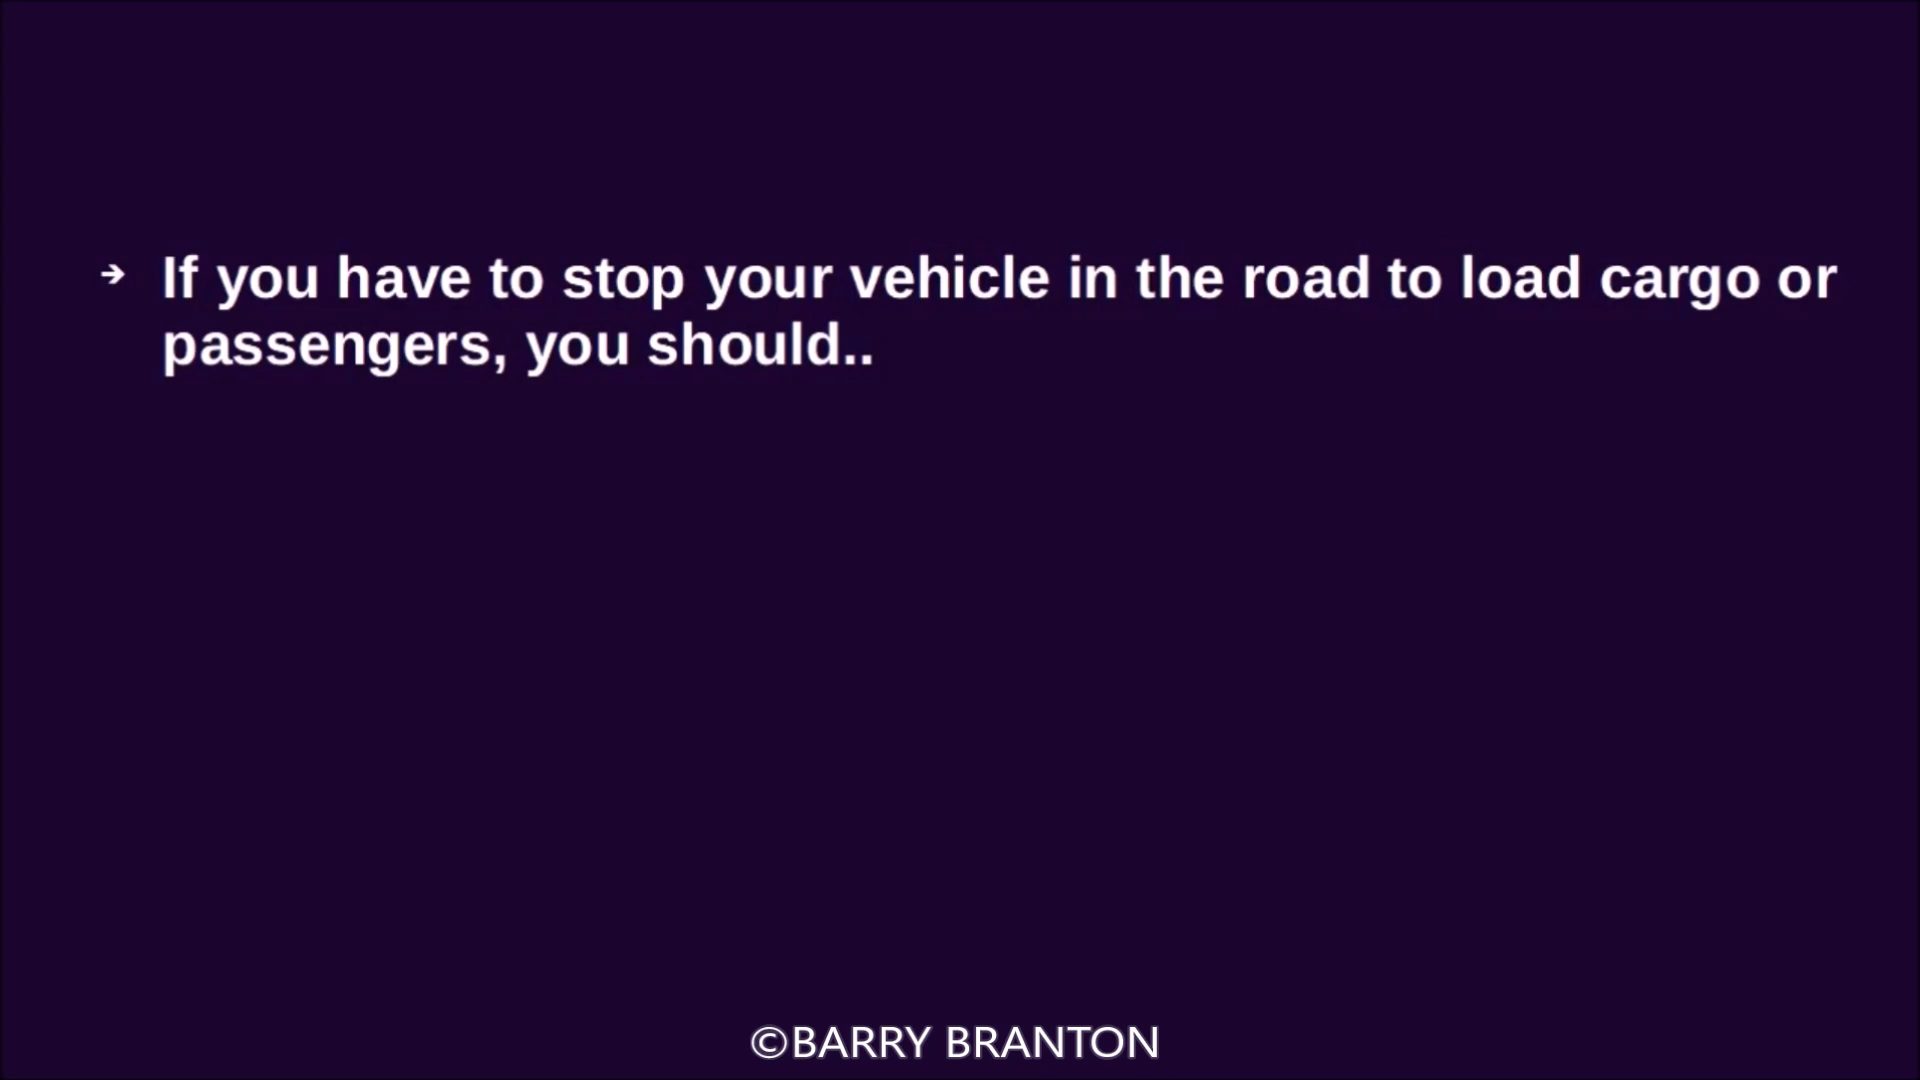 ➔ If you have to stop your vehicle in the road to load cargo or
passengers, you should..
©BARRY BRANTON